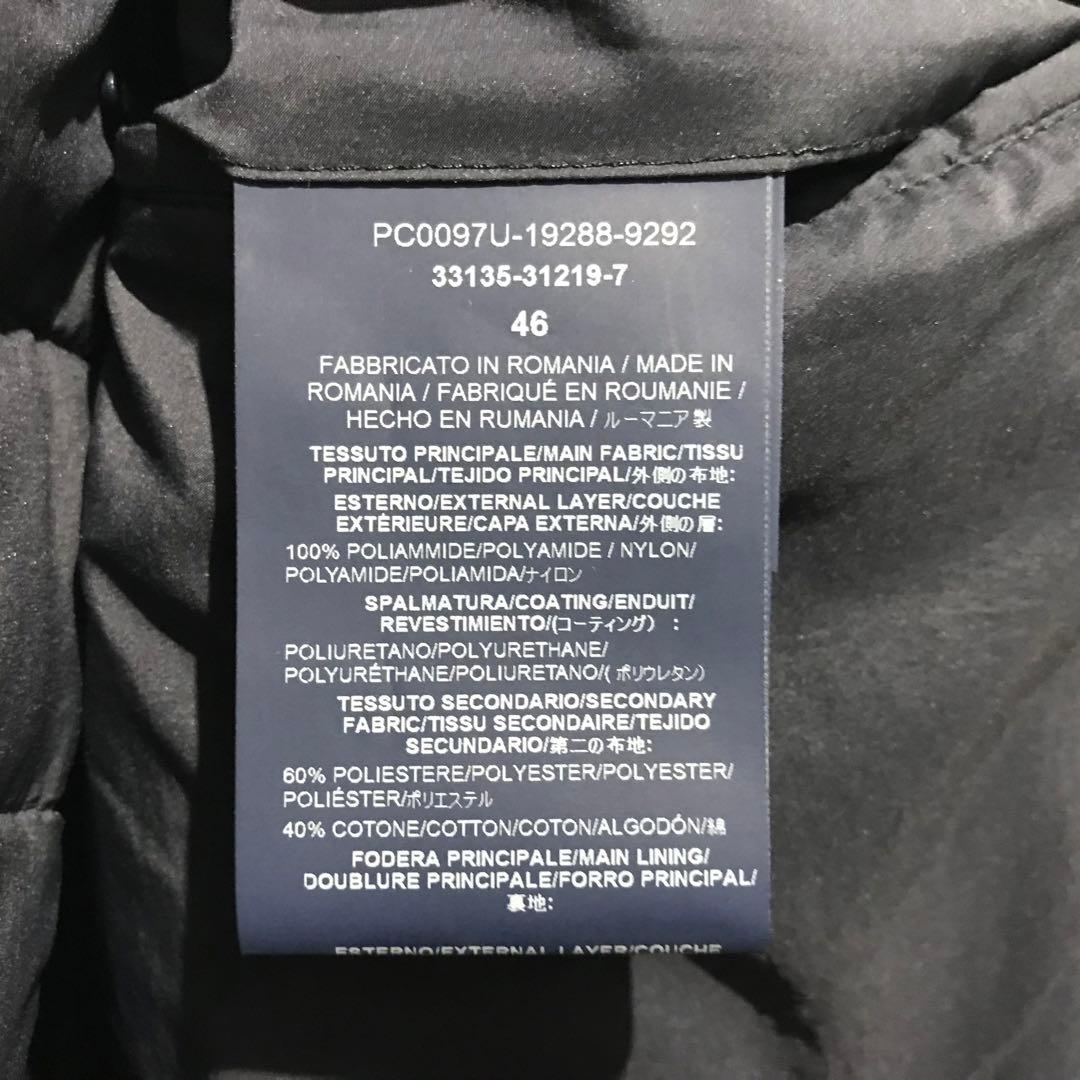 PC0097U-19288-9292
33135-31219-7
46
FABBRICATO IN ROMANIA / MADE IN
ROMANIA / FABRIQUÉ EN ROUMANIE /
HECHO EN RUMANIA / ルーマニア製
TESSUTO PRINCIPALE/MAIN FABRIC/TISSU
PRINCIPAL/TEJIDO PRINCIPAL/外側の布地:
ESTERNO/EXTERNAL LAYER/COUCHE
EXTÉRIEURE/CAPA EXTERNA/外側の層:
100% POLIAMMIDE/POLYAMIDE / NYLON/
POLYAMIDE/POLIAMIDA/ナイロン
SPALMATURA/COATING/ENDUIT/
REVESTIMIENTO/(コーティング) :
POLIURETANO/POLYURETHANE/
POLYURÉTHANE/POLIURETANO/( ポリウレタン)
TESSUTO SECONDARIO/SECONDARY
FABRIC/TISSU SECONDAIRE/TEJIDO
SECUNDARIO/第二の布地:
60% POLIESTERE/POLYESTER/POLYESTER/
POLIÉSTER/ポリエステル
40% COTONE/COTTON/COTON/ALGODÓN/綿
FODERA PRINCIPALE/MAIN LINING/
DOUBLURE PRINCIPALE/FORRO PRINCIPAL/
裏地:
ESTERNO/EXTERNAL LAYER/COUCHE